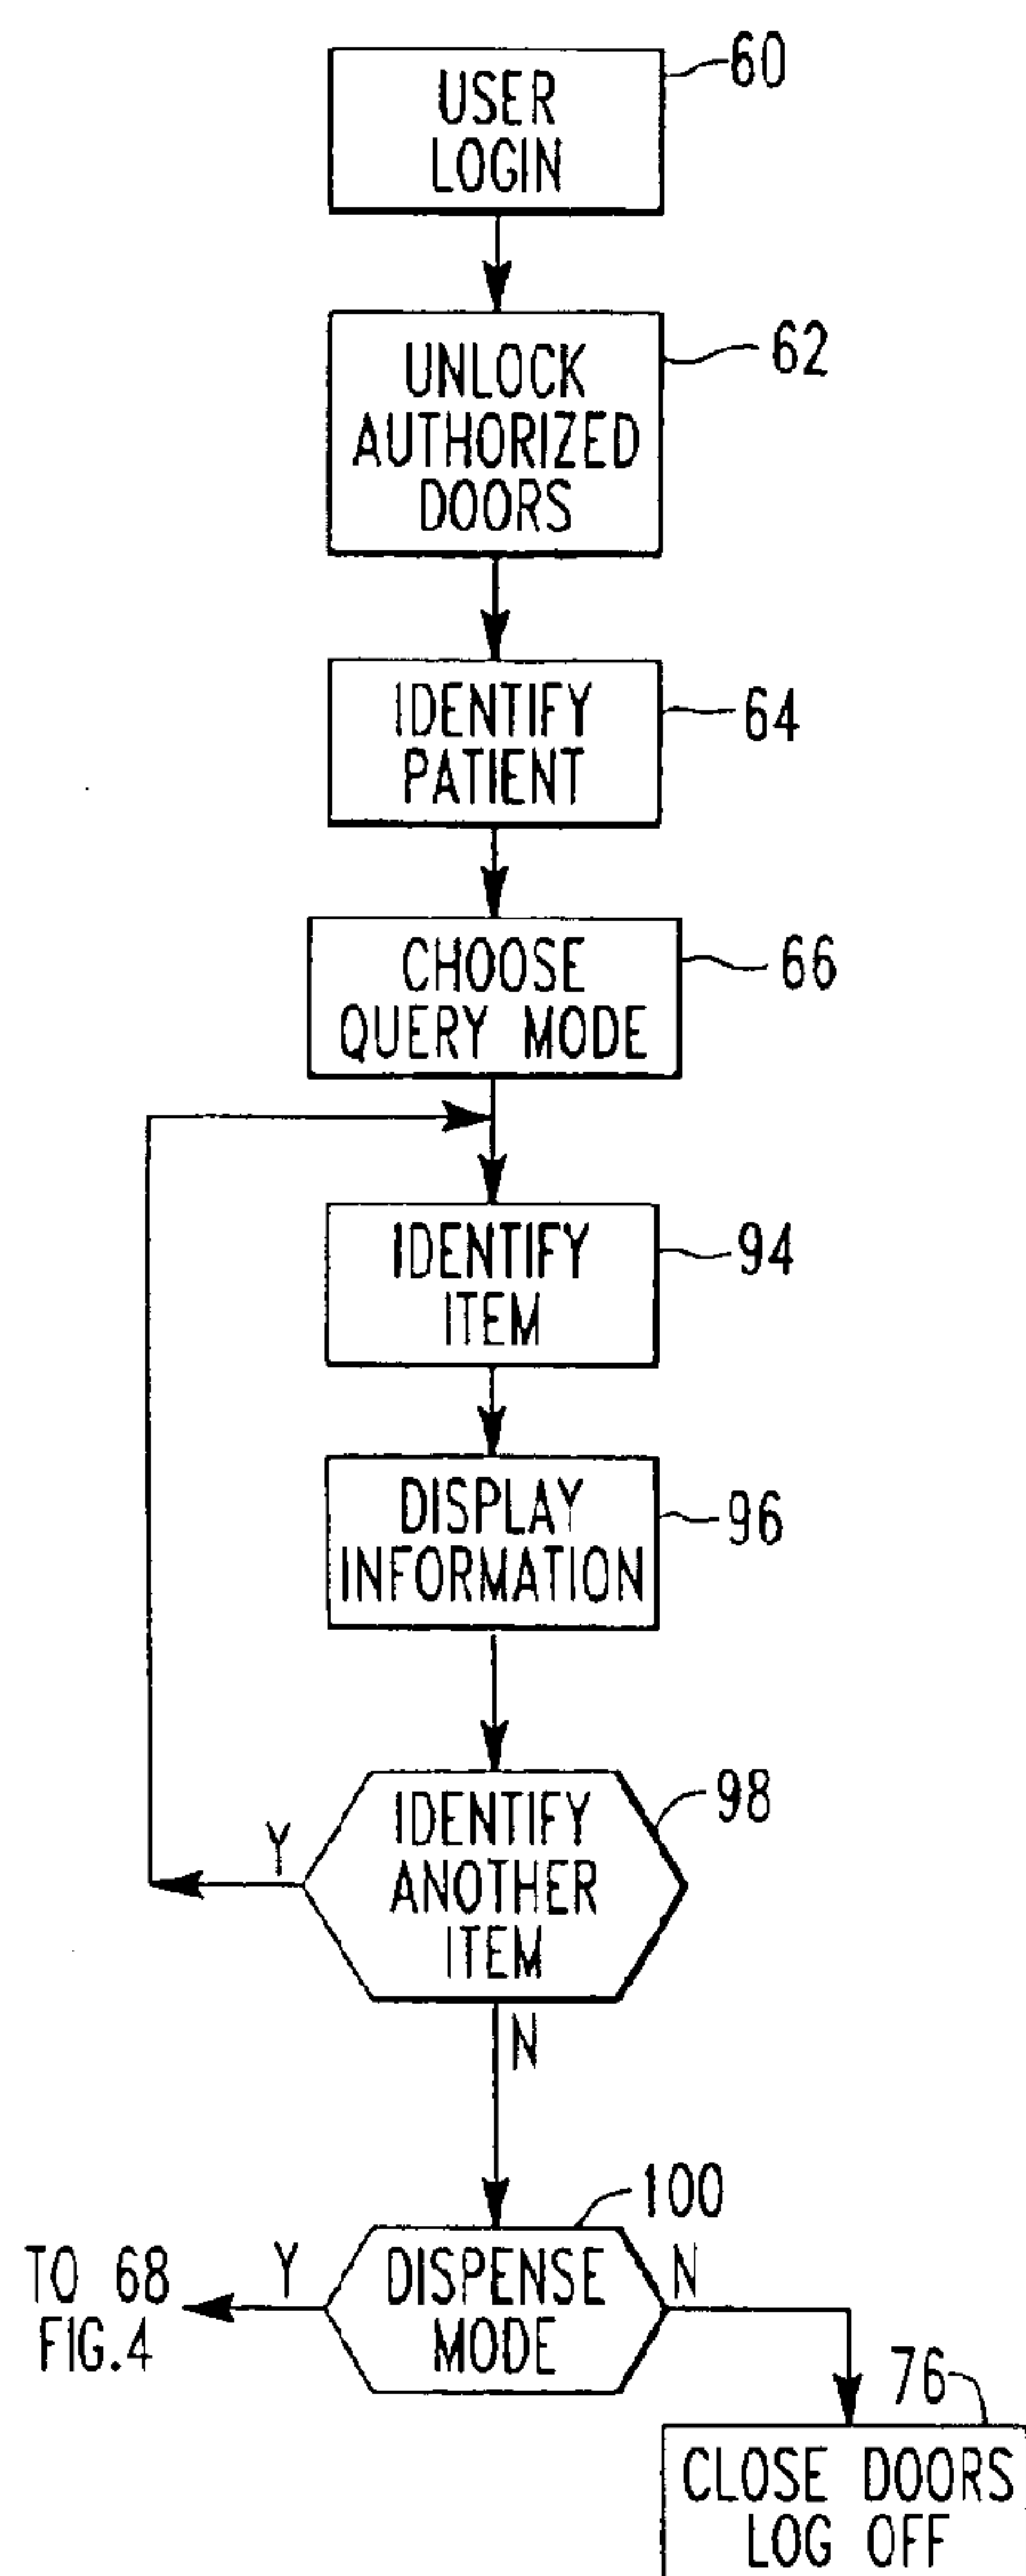 60
USER
LOGIN
62
UNLOCK
AUTHORIZED
DOORS
64
IDENTIFY
PATIENT
66
CHOOSE
QUERY MODE
94
IDENTIFY
ITEM
96
DISPLAY
INFORMATION
98
IDENTIFY
ANOTHER
ITEM
Y
N
100
DISPENSE
MODE
Y
N
TO 68
FIG.4
76
CLOSE DOORS
LOG OFF